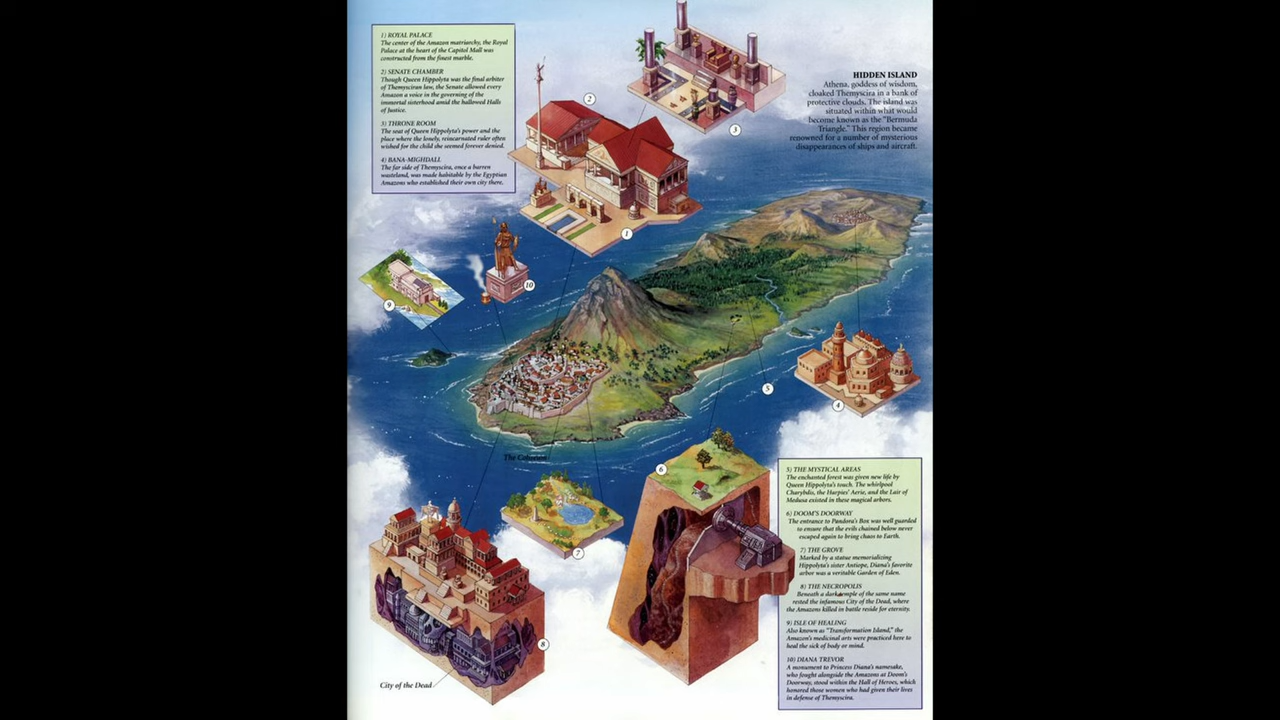 1) ROYAL PALACE
The center of the Amazon matriarchy, the Royal
Palace at the heart of the Capitol Mall was
constructed from the finest marble.
2) SENATE CHAMBER
Though Queen Hippolyta was the final arbiter
of Themysciran law, the Senate allowed every
Amazon a voice in the governing of the
immortal sisterhood amid the hallowed Halls
of Justice.
3) THRONE ROOM
The seat of Queen Hippolyta's power and the
place where the lonely, reincarnated ruler often
wished for the child she seemed forever denied.
4) BANA-MIGHDALL
The far side of Themyscira, once a barren
wasteland, was made habitable by the Egyptian
Amazons who established their own city there.
HIDDEN ISLAND
Athena, goddess of wisdom,
cloaked Themyscira in a bank of
protective clouds. The island was
situated within what would
become known as the "Bermuda
Triangle." This region became
renowned for a number of mysterious
disappearances of ships and aircraft.
2
3
1
10
9
5
4
The
6
7
8
City of the Dead
5) THE MYSTICAL AREAS
The enchanted forest was given new life by
Queen Hippolyta's touch. The whirlpool
Charybdis, the Harpies' Aerie, and the Lair of
Medusa existed in these magical arbors.
6) DOOM'S DOORWAY
The entrance to Pandora's Box was well guarded
to ensure that the evils chained below never
escaped again to bring chaos to Earth.
7) THE GROVE
Marked by a statue memorializing
Hippolyta's sister Antiope, Diana's favorite
arbor was a veritable Garden of Eden.
8) THE NECROPOLIS
Beneath a dark temple of the same name
rested the infamous City of the Dead, where
the Amazons killed in battle reside for eternity.
9) ISLE OF HEALING
Also known as "Transformation Island," the
Amazon's medicinal arts were practiced here to
heal the sick of body or mind.
10) DIANA TREVOR
A monument to Princess Diana's namesake,
who fought alongside the Amazons at Doom's
Doorway, stood within the Hall of Heroes, which
honored those women who had given their lives
in defense of Themyscira.